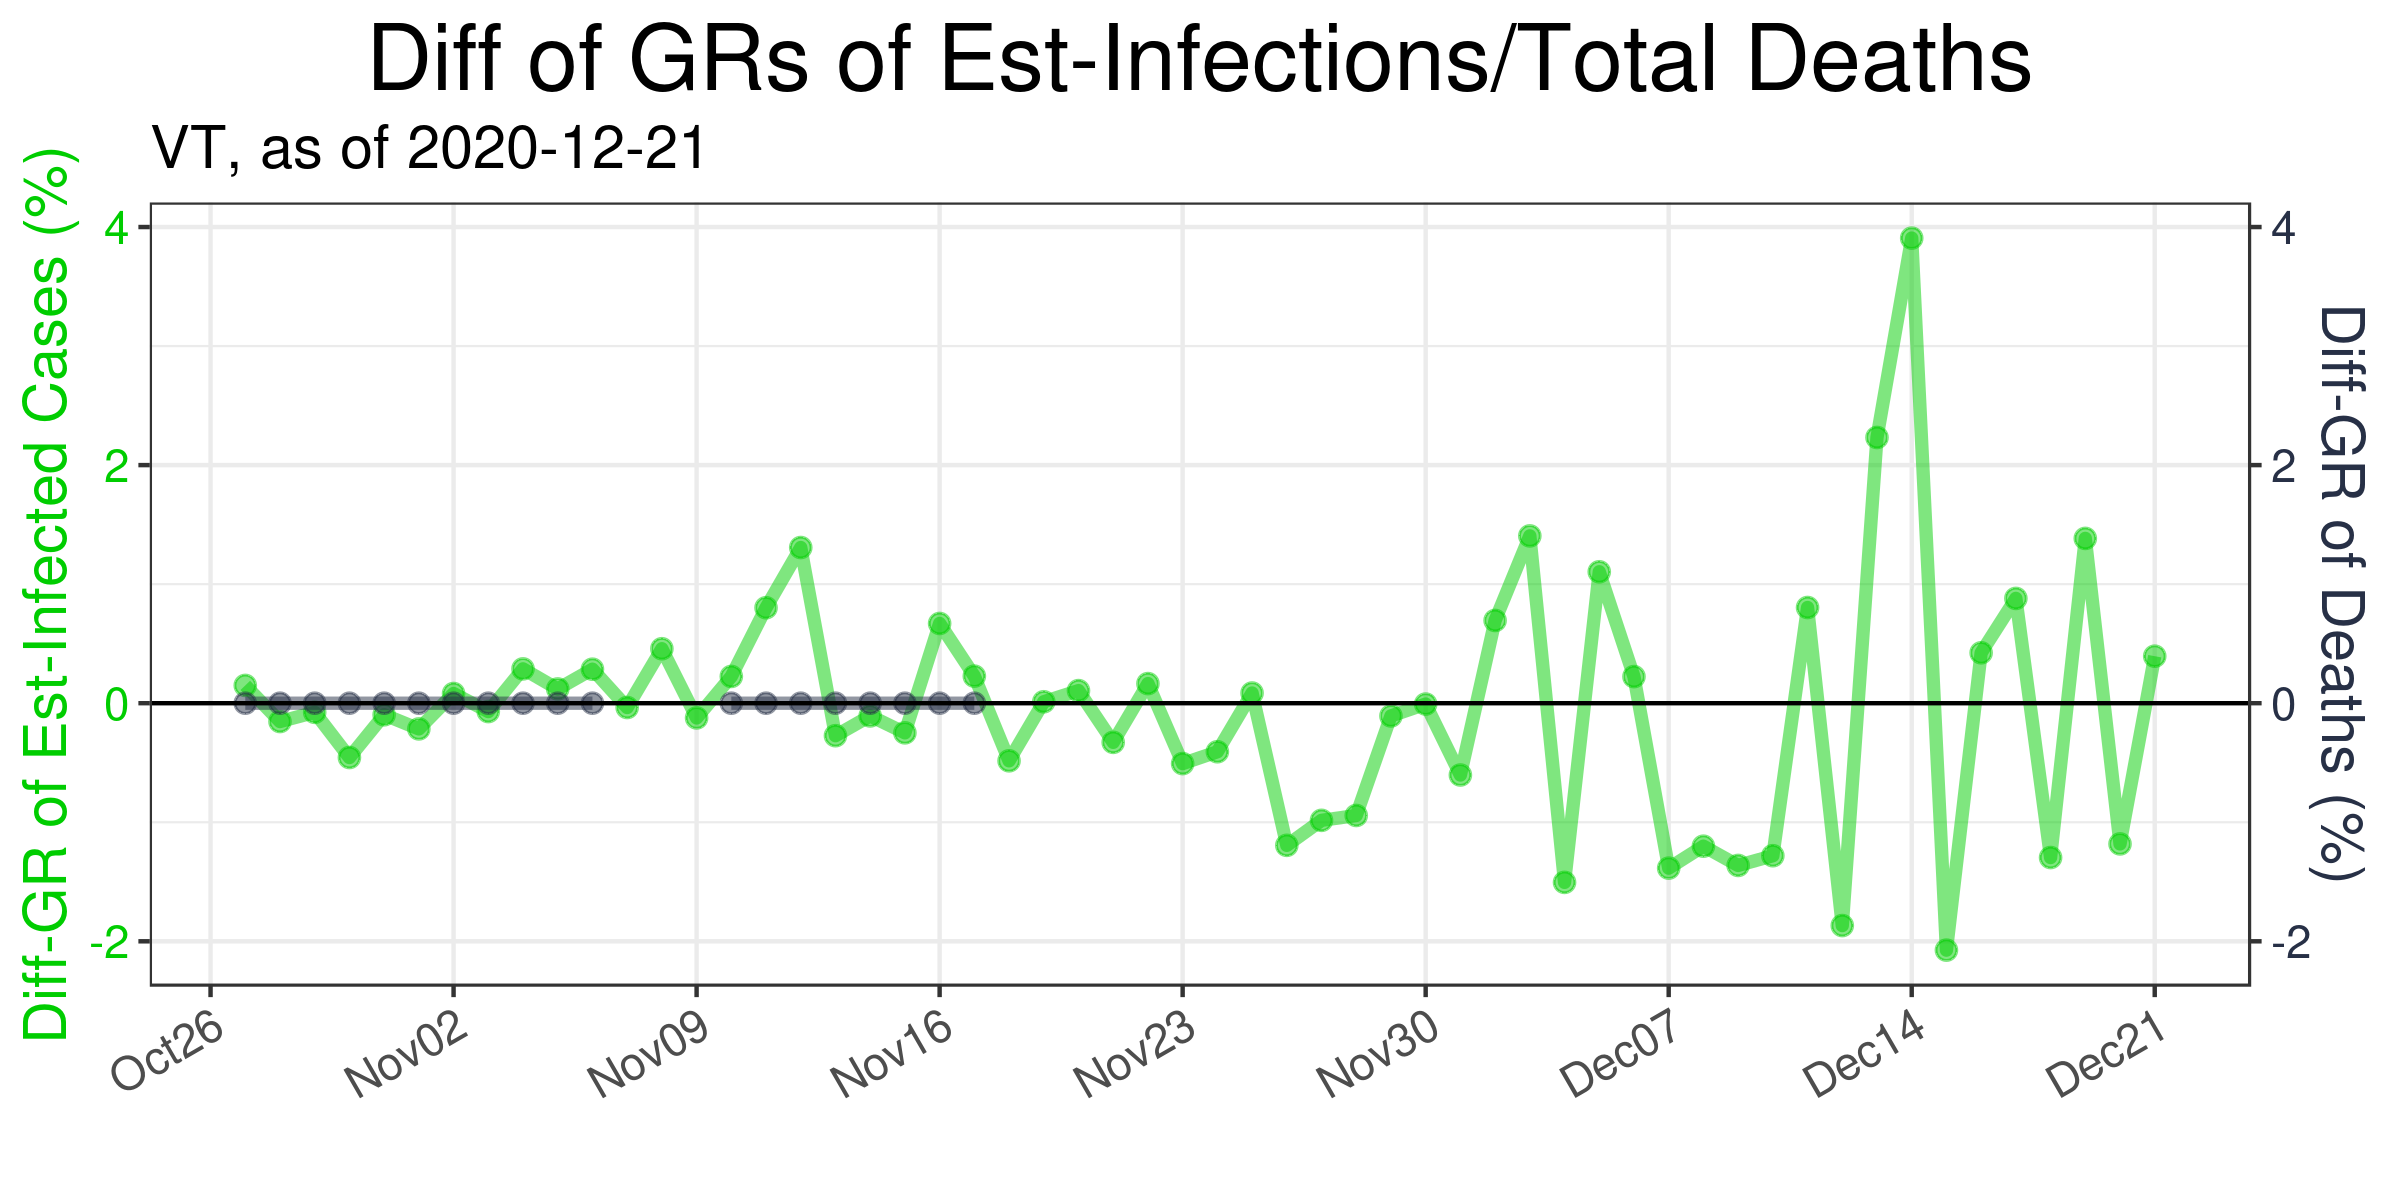 Diff of GRs of Est-Infections/Total Deaths
VT, as of 2020-12-21
Diff-GR of Est-Infected Cases (%)
4
2
0
-2
4
2
0
-2
Diff-GR of Deaths (%)
Oct26
Nov02
Nov09
Nov16
Nov23
Nov30
Dec07
Dec14
Dec21